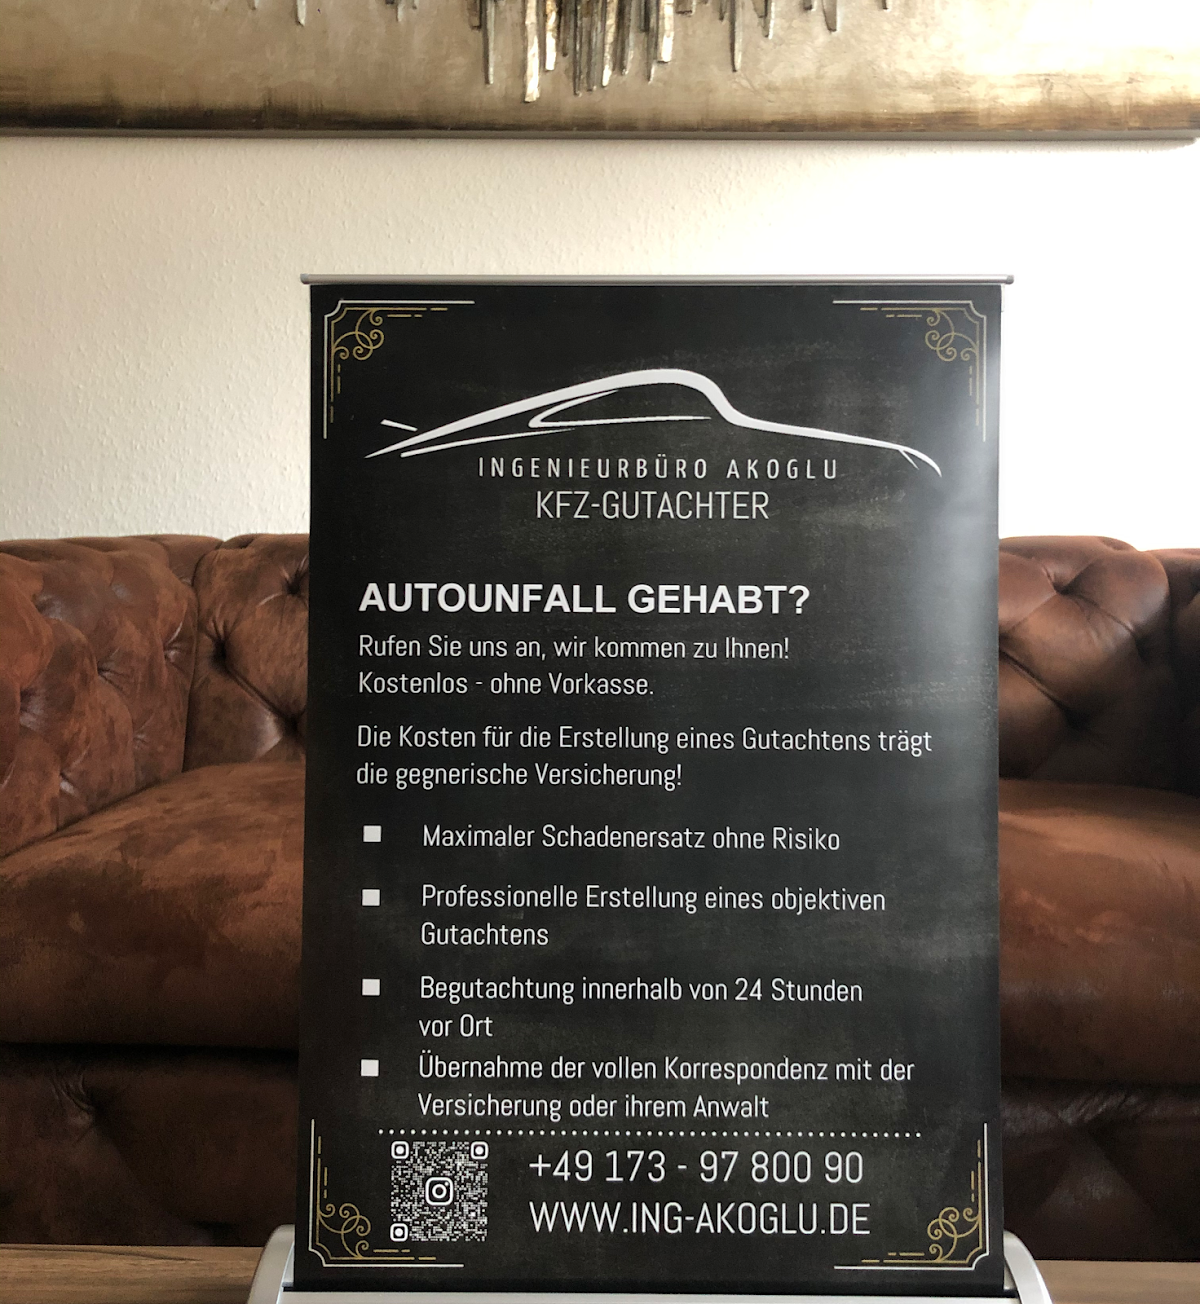 INGENIEURBÜRO AKOGLU
KFZ-GUTACHTER
AUTOUNFALL GEHABT?
Rufen Sie uns an, wir kommen zu Ihnen!
Kostenlos - ohne Vorkasse.
Die Kosten für die Erstellung eines Gutachtens trägt
die gegnerische Versicherung!
Maximaler Schadenersatz ohne Risiko
Professionelle Erstellung eines objektiven
Gutachtens
Begutachtung innerhalb von 24 Stunden
vor Ort
Übernahme der vollen Korrespondenz mit der
Versicherung oder ihrem Anwalt
+49 173 - 97 800 90
WWW.ING-AKOGLU.DE